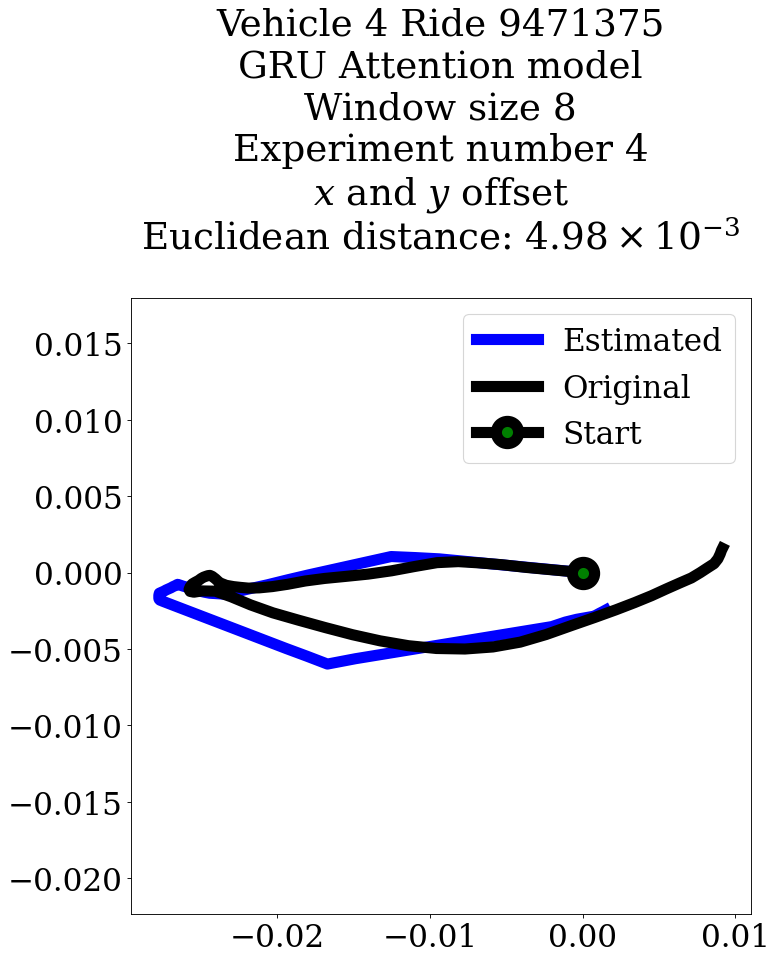 Vehicle 4 Ride 9471375
GRU Attention model
Window size 8
Experiment number 4
x and y offset
Euclidean distance: 4.98 × 10⁻³
Estimated
Original
Start
0.015
0.010
0.005
0.000
−0.005
−0.010
−0.015
−0.020
−0.02
−0.01
0.00
0.01